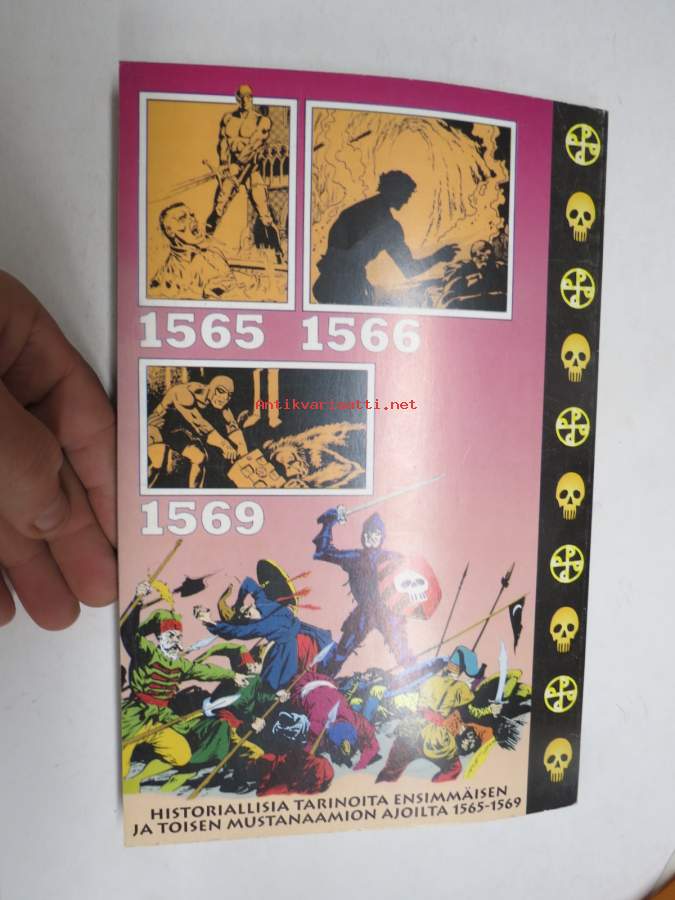 1565 1566
Antikvariaatti.net
1569
HISTORIALLISIA TARINOITA ENSIMMÄISEN
JA TOISEN MUSTANAAMION AJOILTA 1565-1569